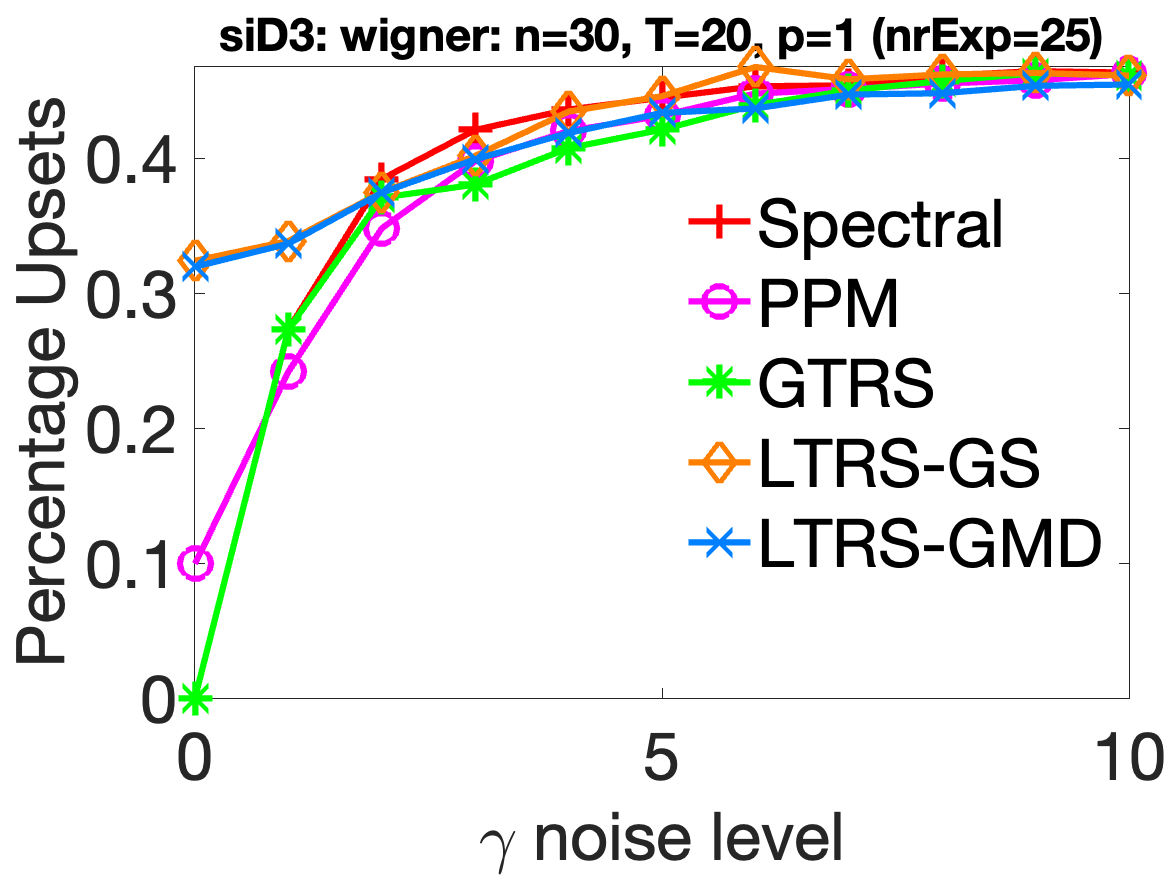 siD3: wigner: n=30, T=20, p=1 (nrExp=25)
Percentage Upsets
0.4
0.3
0.2
0.1
0
Spectral
PPM
GTRS
LTRS-GS
LTRS-GMD
0 5 10
γ noise level